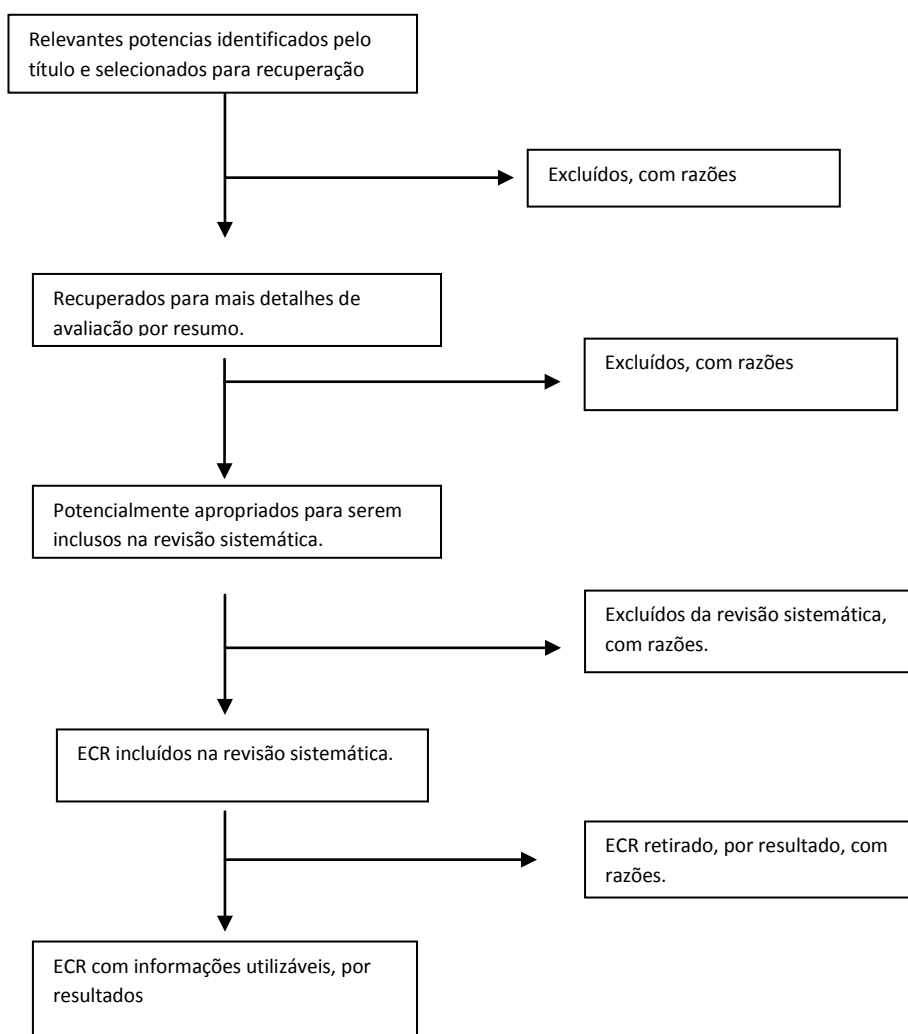 Relevantes potencias identificados pelo
título e selecionados para recuperação
Excluídos, com razões
Recuperados para mais detalhes de
avaliação por resumo.
Excluídos, com razões
Potencialmente apropriados para serem
inclusos na revisão sistemática.
Excluídos da revisão sistemática,
com razões.
ECR incluídos na revisão sistemática.
ECR retirado, por resultado, com
razões.
ECR com informações utilizáveis, por
resultados